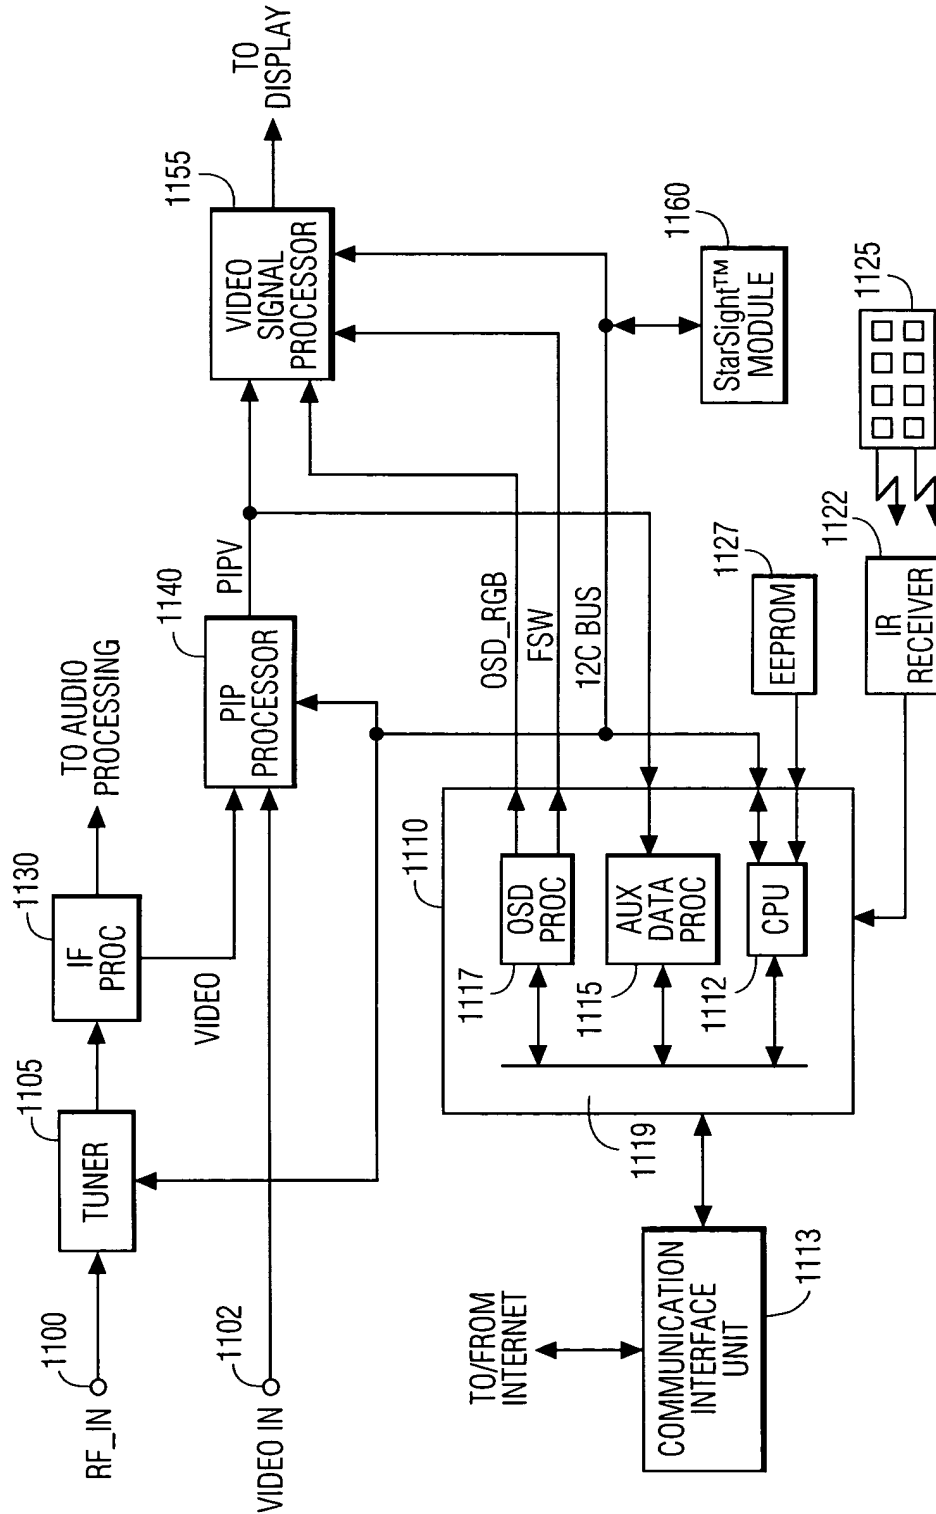 RF_IN
1100
TUNER
1105
IF
PROC
1130
TO AUDIO
PROCESSING
VIDEO
VIDEO IN
1102
PIP
PROCESSOR
1140
PIPV
VIDEO
SIGNAL
PROCESSOR
1155
TO
DISPLAY
OSD_RGB
FSW
12C BUS
1110
OSD
PROC
1117
AUX
DATA
PROC
1115
CPU
1112
1119
StarSight™
MODULE
1160
EEPROM
1127
IR
RECEIVER
1122
1125
TO/FROM
INTERNET
COMMUNICATION
INTERFACE
UNIT
1113